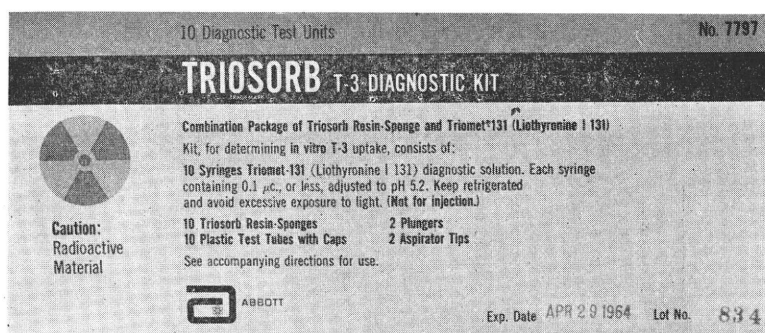 10 Diagnostic Test Units
No. 7797
TRIOSORB T-3 DIAGNOSTIC KIT
TRADEMARK
Combination Package of Triosorb Resin-Sponge and Triomet®131 (Liothyronine I 131)
Kit, for determining in vitro T-3 uptake, consists of:
10 Syringes Triomet-131 (Liothyronine I 131) diagnostic solution. Each syringe
containing 0.1 μc., or less, adjusted to pH 5.2. Keep refrigerated
and avoid excessive exposure to light. (Not for injection.)
10 Triosorb Resin-Sponges 2 Plungers
10 Plastic Test Tubes with Caps 2 Aspirator Tips
See accompanying directions for use.
Caution:
Radioactive
Material
ABBOTT
Exp. Date APR 29 1964 Lot No. 834